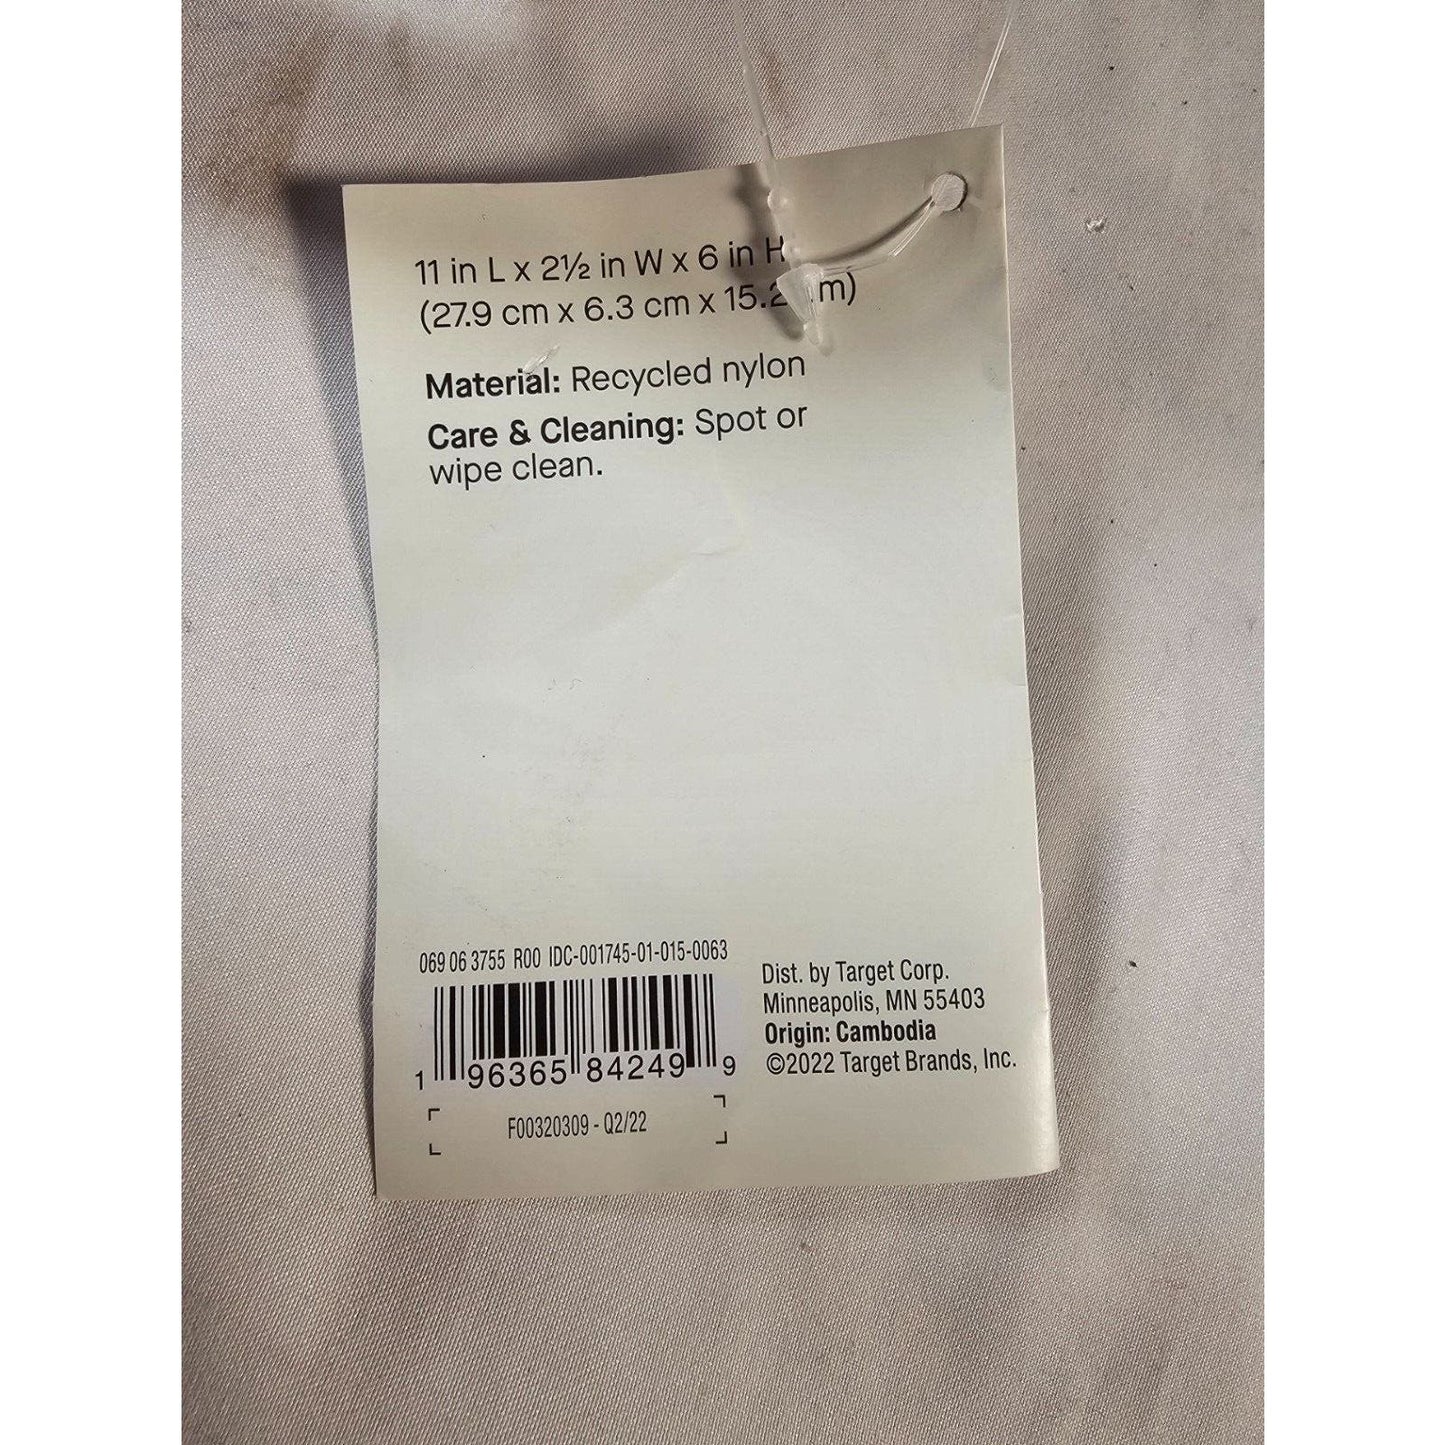 11 in L x 2½ in W x 6 in H
(27.9 cm x 6.3 cm x 15.2 cm)
Material: Recycled nylon
Care & Cleaning: Spot or
wipe clean.
069 06 3755 R00 IDC-001745-01-015-0063
1 96365 84249 9
F00320309 - Q2/22
Dist. by Target Corp.
Minneapolis, MN 55403
Origin: Cambodia
©2022 Target Brands, Inc.